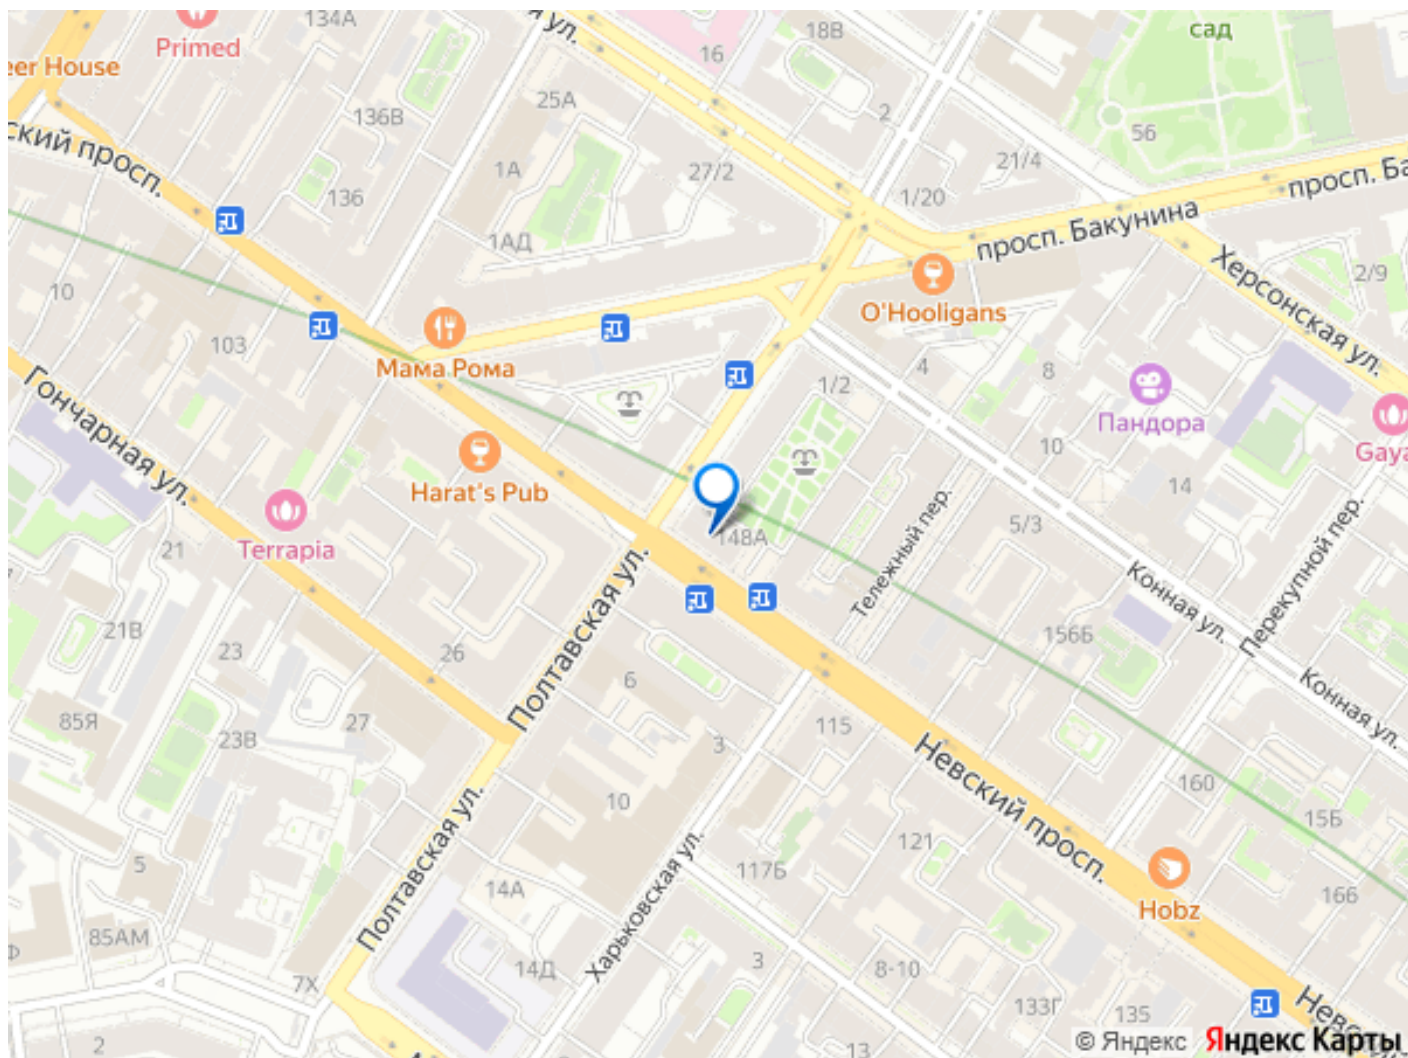 134А
Primed
eer House
ский просп.
я ул.
18В
16
сад
25А
136В
2
56
1А
27/2
21/4
136
1/20
просп. Ба
просп. Бакунина
1АД
Херсонская ул.
2/9
10
O'Hooligans
103
Мама Рома
4
8
1/2
Пандора
Гончарная ул.
10
Gaya
Harat's Pub
14
Terrapia
21
148А
5/3
Тележный пер.
Перекупной пер.
Конная ул.
21В
23
26
Полтавская ул.
6
156Б
Конная ул.
85Я
23В
27
3
115
Невский просп.
160
15Б
10
Полтавская ул.
121
5
14А
Харьковская ул.
117Б
Hobz
166
85АМ
Ф
14Д
3
8-10
7Х
133Г
135
Невск
2
13
© Яндекс Яндекс Карты